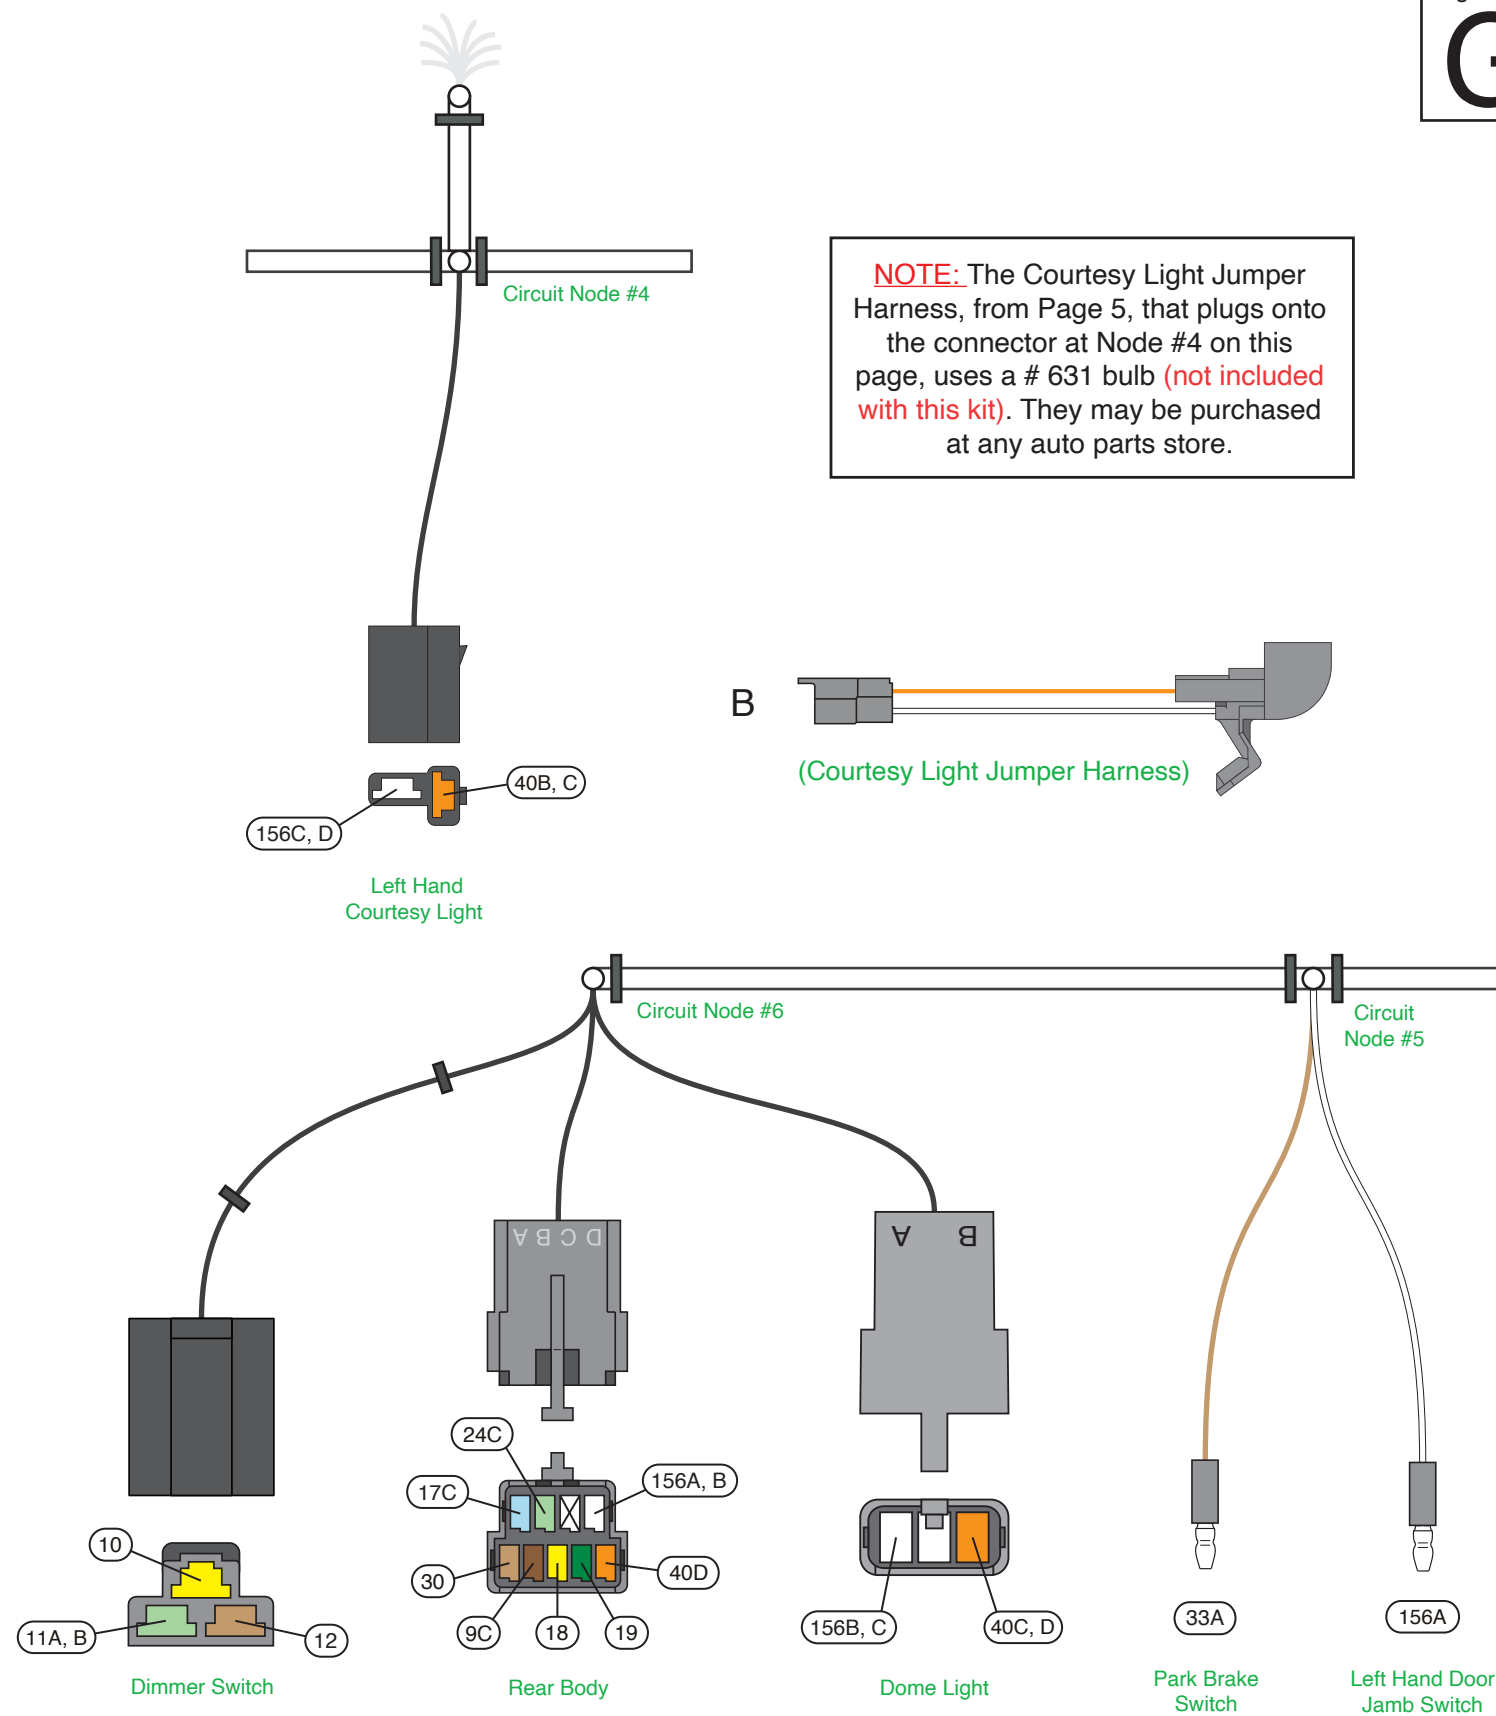 G
Circuit Node #4
NOTE: The Courtesy Light Jumper
Harness, from Page 5, that plugs onto
the connector at Node #4 on this
page, uses a # 631 bulb (not included
with this kit). They may be purchased
at any auto parts store.
B
(Courtesy Light Jumper Harness)
40B, C
156C, D
Left Hand
Courtesy Light
Circuit Node #6
Circuit
Node #5
D C B A
A B
24C
17C
156A, B
10
30
40D
11A, B
12
9C
18
19
156B, C
40C, D
33A
156A
Dimmer Switch
Rear Body
Dome Light
Park Brake
Switch
Left Hand Door
Jamb Switch